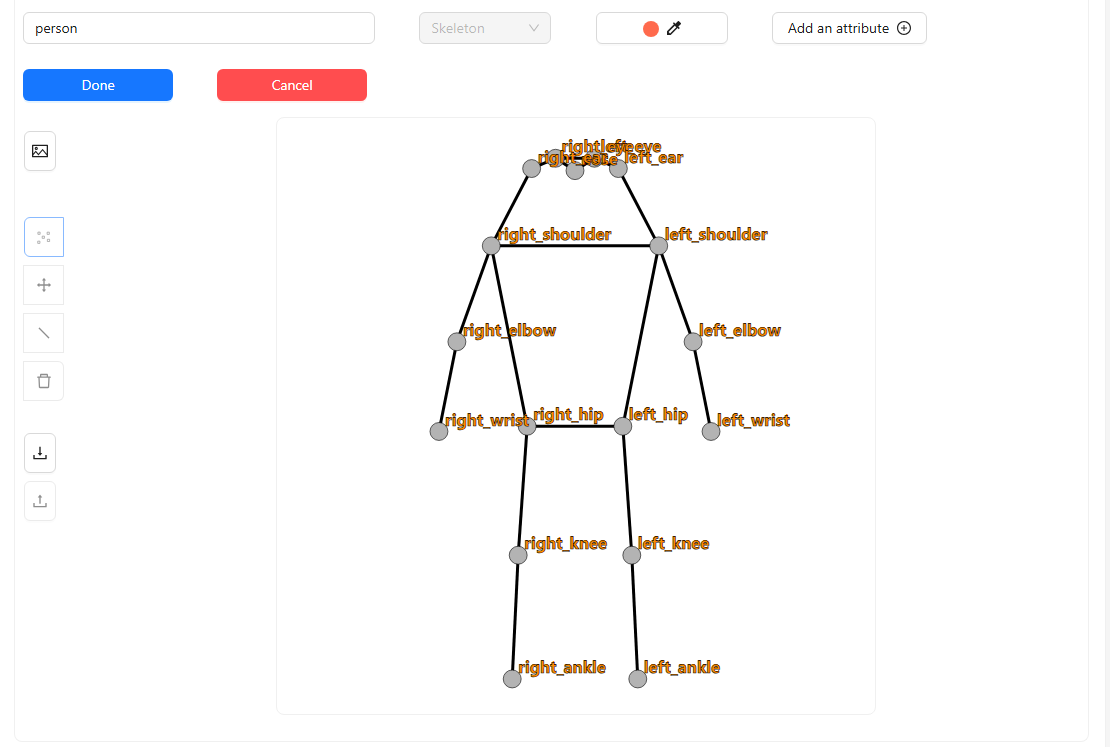 person
Skeleton
Add an attribute
Done
Cancel
left_ear
right_shoulder
left_shoulder
right_elbow
left_elbow
right_wrist
right_hip
left_hip
left_wrist
right_knee
left_knee
right_ankle
left_ankle